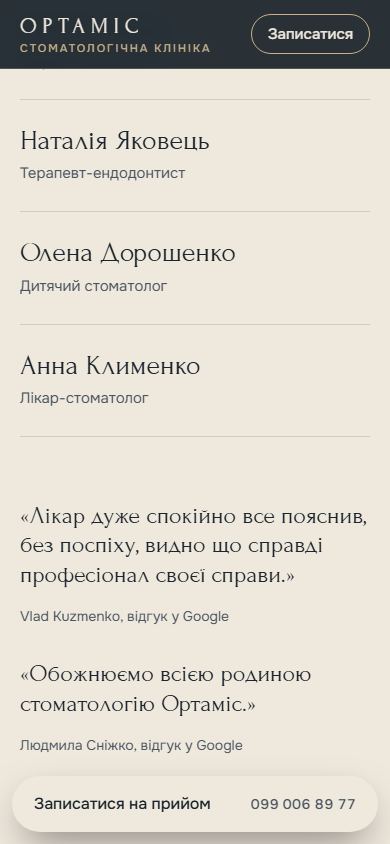 ОРТАМІС
СТОМАТОЛОГІЧНА КЛІНІКА
Записатися
Наталія Яковець
Терапевт-ендодонтист
Олена Дорошенко
Дитячий стоматолог
Анна Клименко
Лікар-стоматолог
«Лікар дуже спокійно все пояснив,
без поспіху, видно що справді
професіонал своєї справи.»
Vlad Kuzmenko, відгук у Google
«Обожнюємо всією родиною
стоматологію Ортаміс.»
Людмила Сніжко, відгук у Google
Записатися на прийом 099 006 89 77